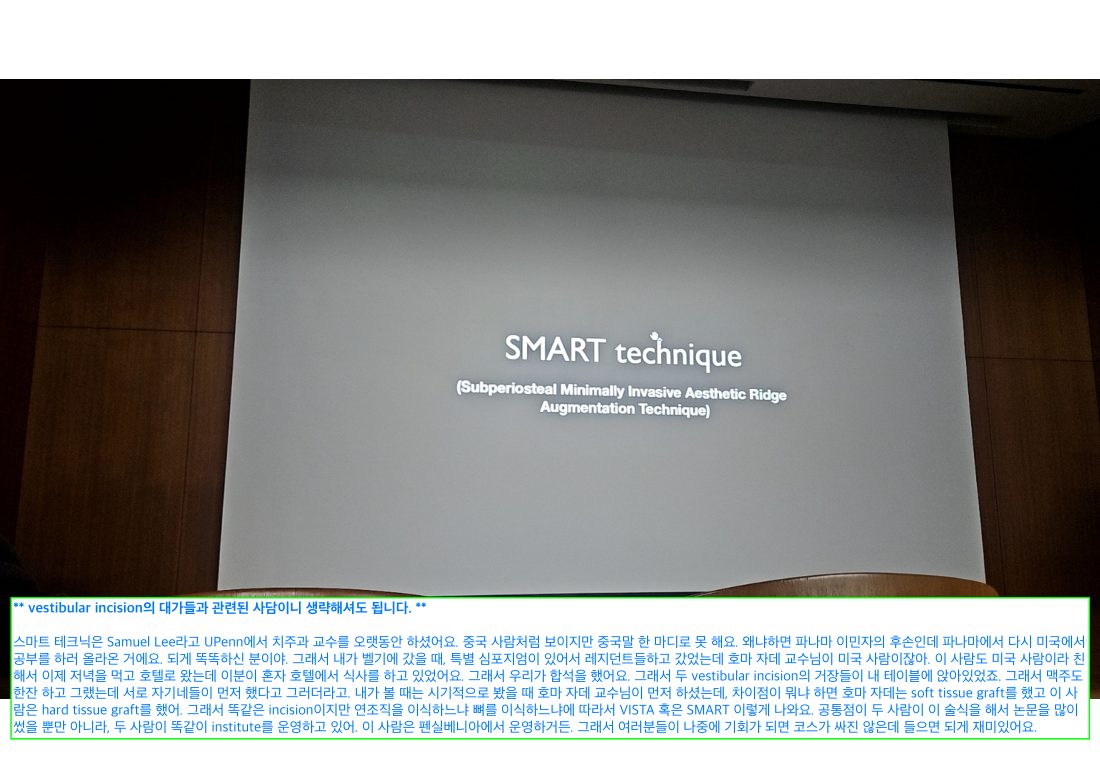 SMART technique
(Subperiosteal Minimally Invasive Aesthetic Ridge
Augmentation Technique)
** vestibular incision의 대가들과 관련된 사담이니 생략해셔도 됩니다. **
스마트 테크닉은 Samuel Lee라고 UPenn에서 치주과 교수를 오랫동안 하셨어요. 중국 사람처럼 보이지만 중국말 한 마디로 못 해요. 왜냐하면 파나마 이민자의 후손인데 파나마에서 다시 미국에서
공부를 하러 올라온 거에요. 되게 똑똑하신 분이야. 그래서 내가 벨기에 갔을 때, 특별 심포지엄이 있어서 레지던트들하고 갔었는데 호마 자데 교수님이 미국 사람이잖아. 이 사람도 미국 사람이라 친
해서 이제 저녁을 먹고 호텔로 왔는데 이분이 혼자 호텔에서 식사를 하고 있었어요. 그래서 우리가 합석을 했어요. 그래서 두 vestibular incision의 거장들이 내 테이블에 앉아있었죠. 그래서 맥주도
한잔 하고 그랬는데 서로 자기네들이 먼저 했다고 그러더라고. 내가 볼 때는 시기적으로 봤을 때 호마 자데 교수님이 먼저 하셨는데, 차이점이 뭐냐 하면 호마 자데는 soft tissue graft를 했고 이 사
람은 hard tissue graft를 했어. 그래서 똑같은 incision이지만 연조직을 이식하느냐 뼈를 이식하느냐에 따라서 VISTA 혹은 SMART 이렇게 나와요. 공통점이 두 사람이 이 술식을 해서 논문을 많이
썼을 뿐만 아니라, 두 사람이 똑같이 institute를 운영하고 있어. 이 사람은 펜실베니아에서 운영하거든. 그래서 여러분들이 나중에 기회가 되면 코스가 싸진 않은데 들으면 되게 재미있어요.